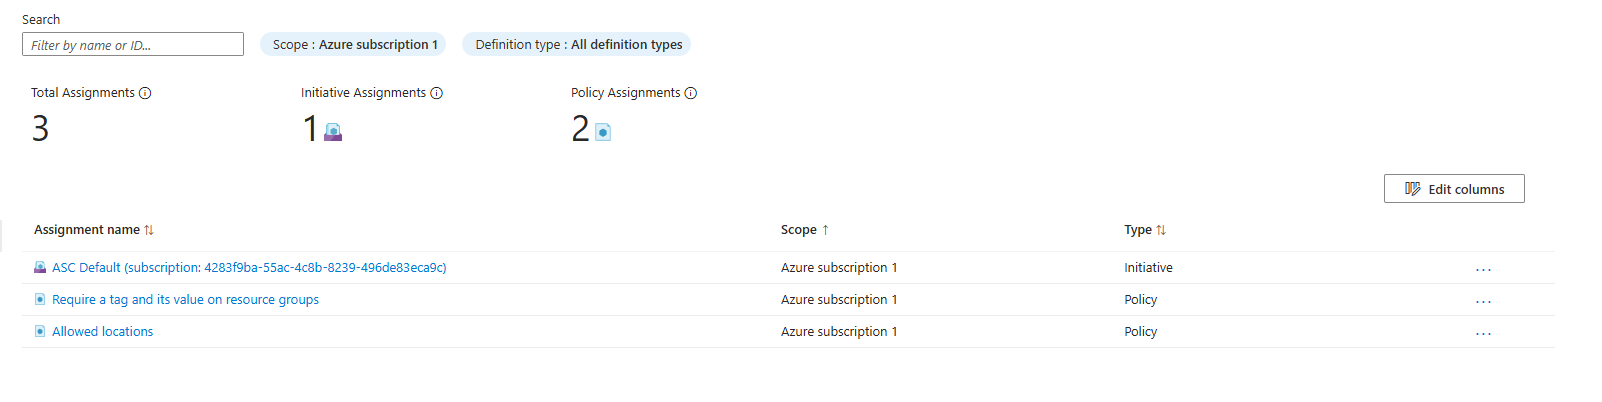 Search
Filter by name or ID...
Scope : Azure subscription 1
Definition type : All definition types
Total Assignments
Initiative Assignments
Policy Assignments
3
1
2
Edit columns
Assignment name
Scope
Type
ASC Default (subscription: 4283f9ba-55ac-4c8b-8239-496de83eca9c)
Azure subscription 1
Initiative
...
Require a tag and its value on resource groups
Azure subscription 1
Policy
...
Allowed locations
Azure subscription 1
Policy
...